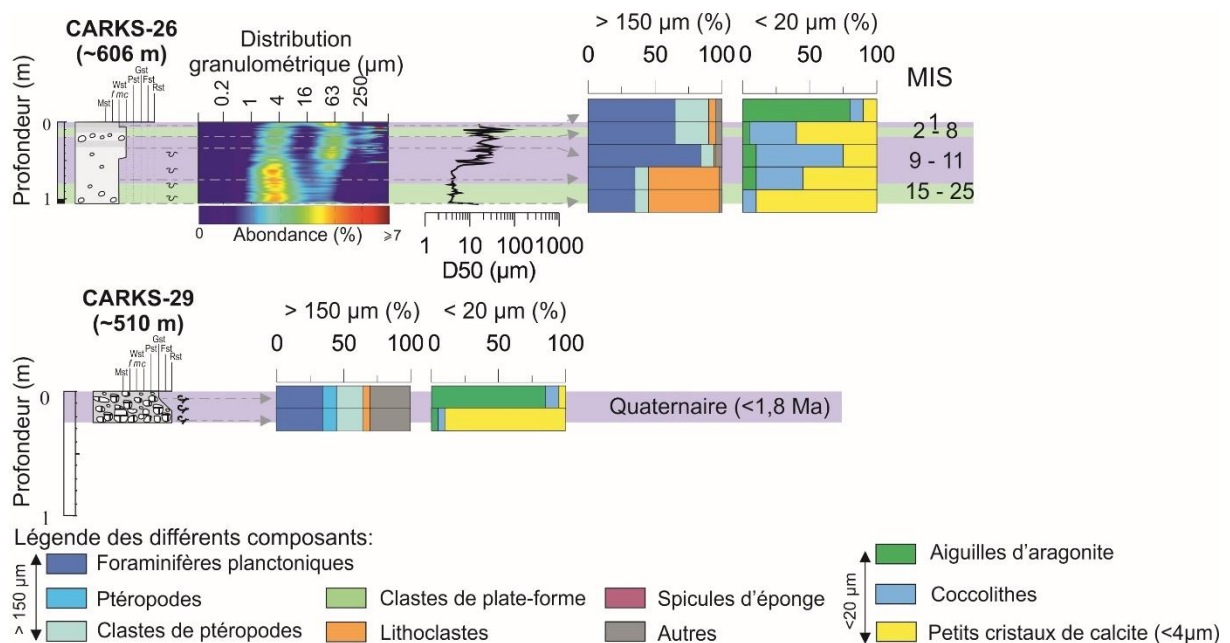 CARKS-26
(~606 m)
Mst
Wst
f mc
Pst
Gst
Fst
Rst
Distribution
granulométrique (µm)
0.2
1
4
16
63
250
> 150 µm (%)
0 50 100
< 20 µm (%)
0 50 100
MIS
Profondeur (m)
0
1
1
2 - 8
9 - 11
15 - 25
0 Abondance (%) ⩾7
1 10 100 1000
D50 (µm)
CARKS-29
(~510 m)
Mst
Wst
f mc
Pst
Gst
Fst
Rst
> 150 µm (%)
0 50 100
< 20 µm (%)
0 50 100
Profondeur (m)
0
1
Quaternaire (<1,8 Ma)
Légende des différents composants:
> 150 µm
Foraminifères planctoniques
Ptéropodes
Clastes de ptéropodes
Clastes de plate-forme
Lithoclastes
Spicules d'éponge
Autres
<20 µm
Aiguilles d'aragonite
Coccolithes
Petits cristaux de calcite (<4µm)